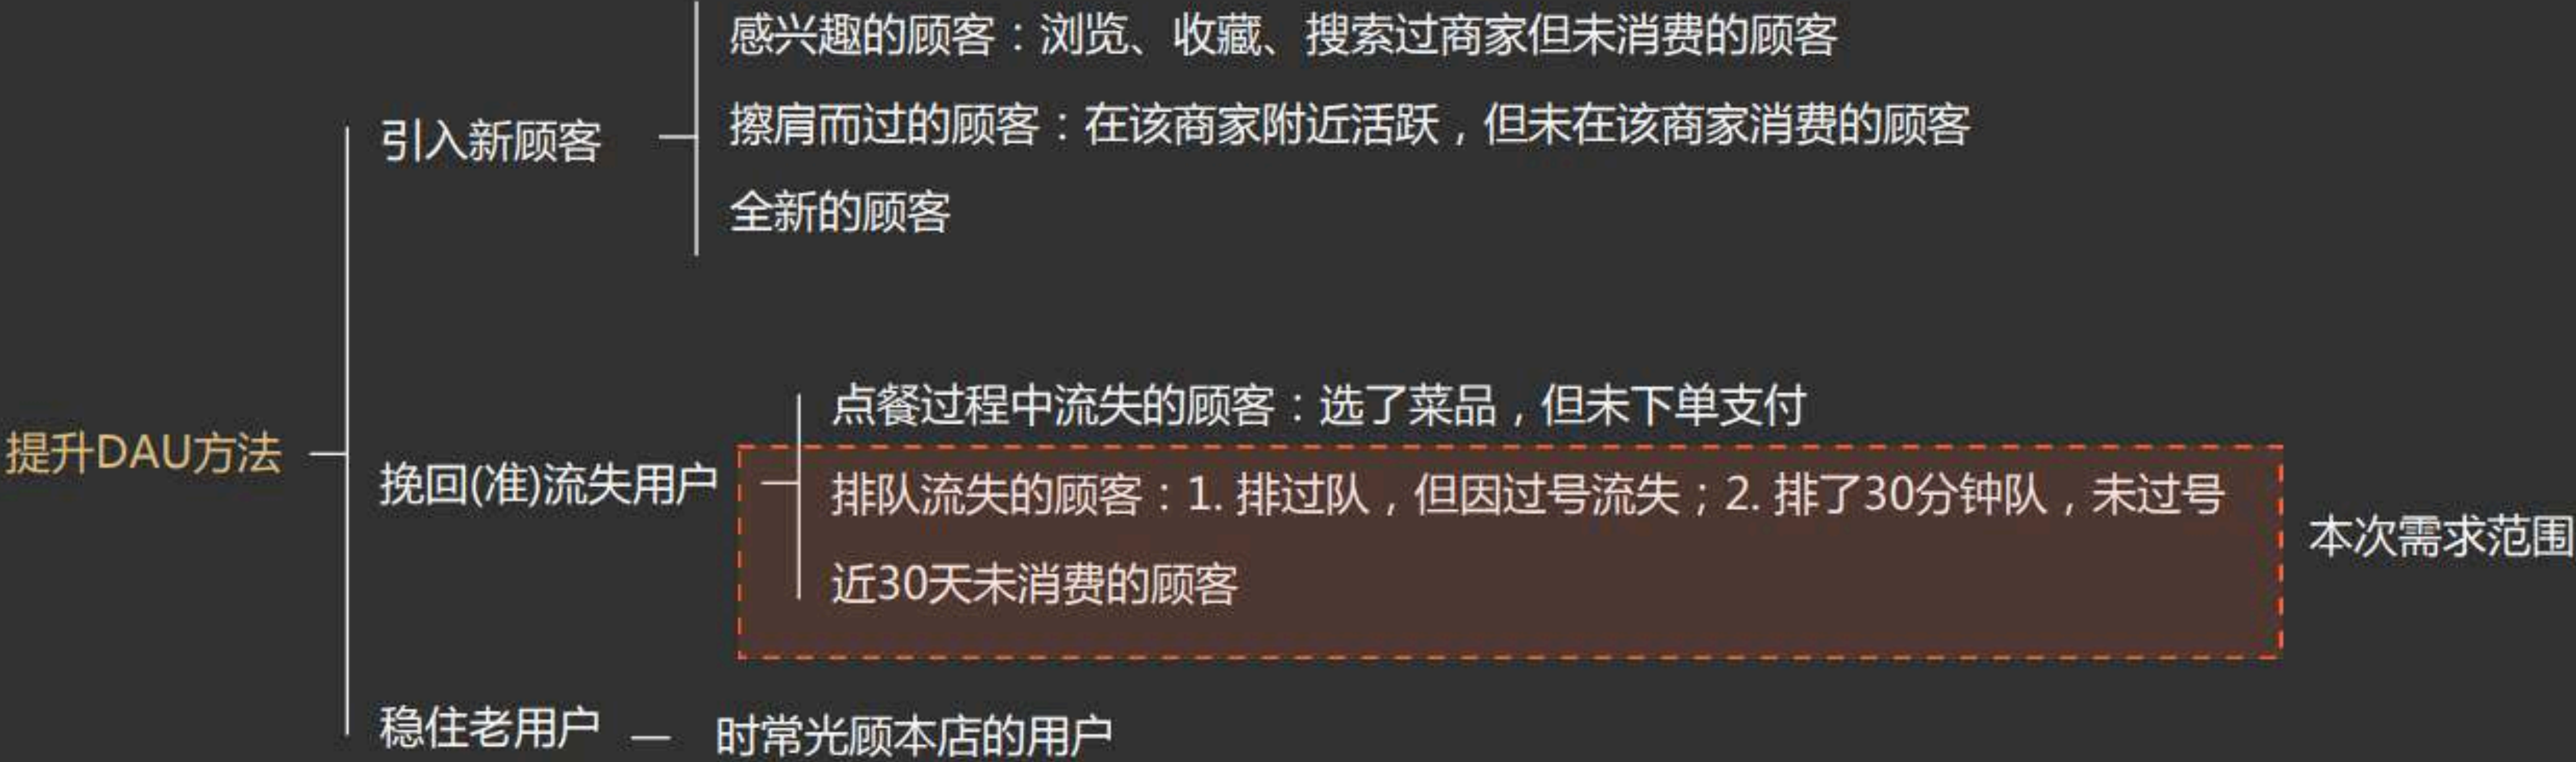 感兴趣的顾客：浏览、收藏、搜索过商家但未消费的顾客
引入新顾客
擦肩而过的顾客：在该商家附近活跃，但未在该商家消费的顾客
全新的顾客
提升DAU方法
点餐过程中流失的顾客：选了菜品，但未下单支付
挽回(准)流失用户
排队流失的顾客：1. 排过队，但因过号流失；2. 排了30分钟队，未过号
近30天未消费的顾客
本次需求范围
稳住老用户
时常光顾本店的用户